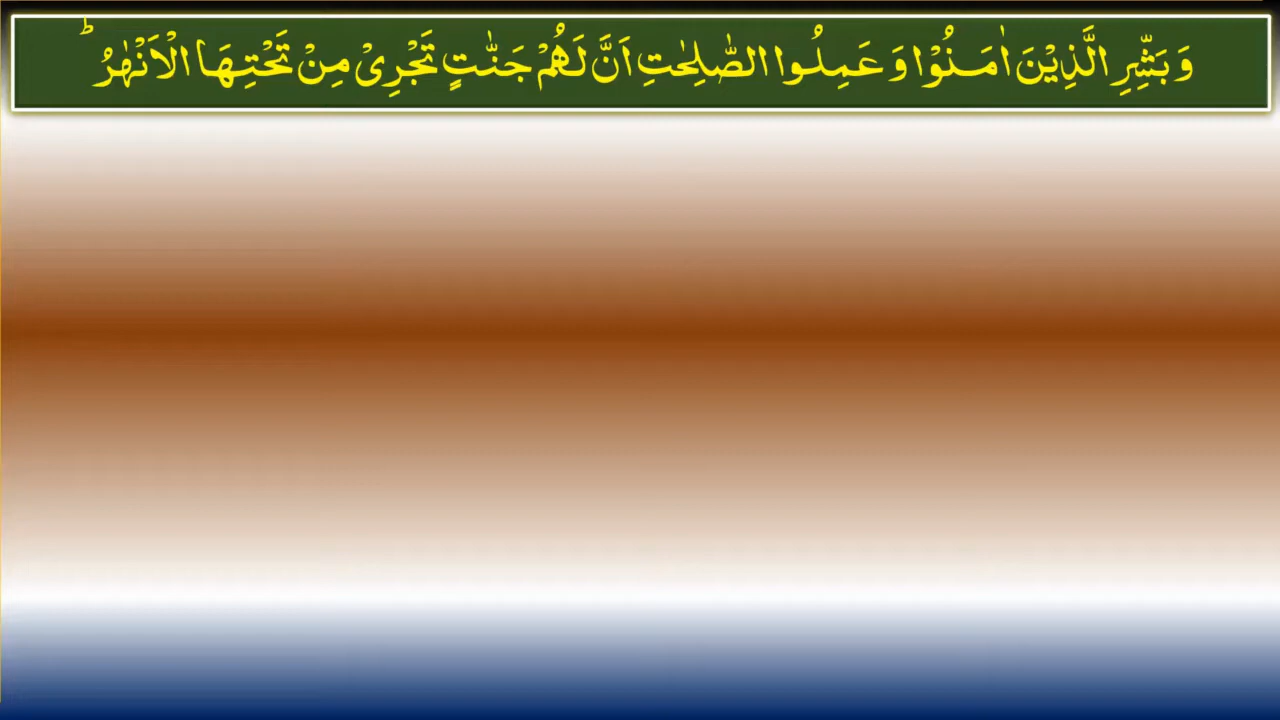 وَ بَشِّرِ الَّذِيْنَ اٰمَنُوْا وَ عَمِلُوا الصّٰلِحٰتِ اَنَّ لَهُمْ جَنّٰتٍ تَجْرِيْ مِنْ تَحْتِهَا الْاَنْهٰرُ ؕ